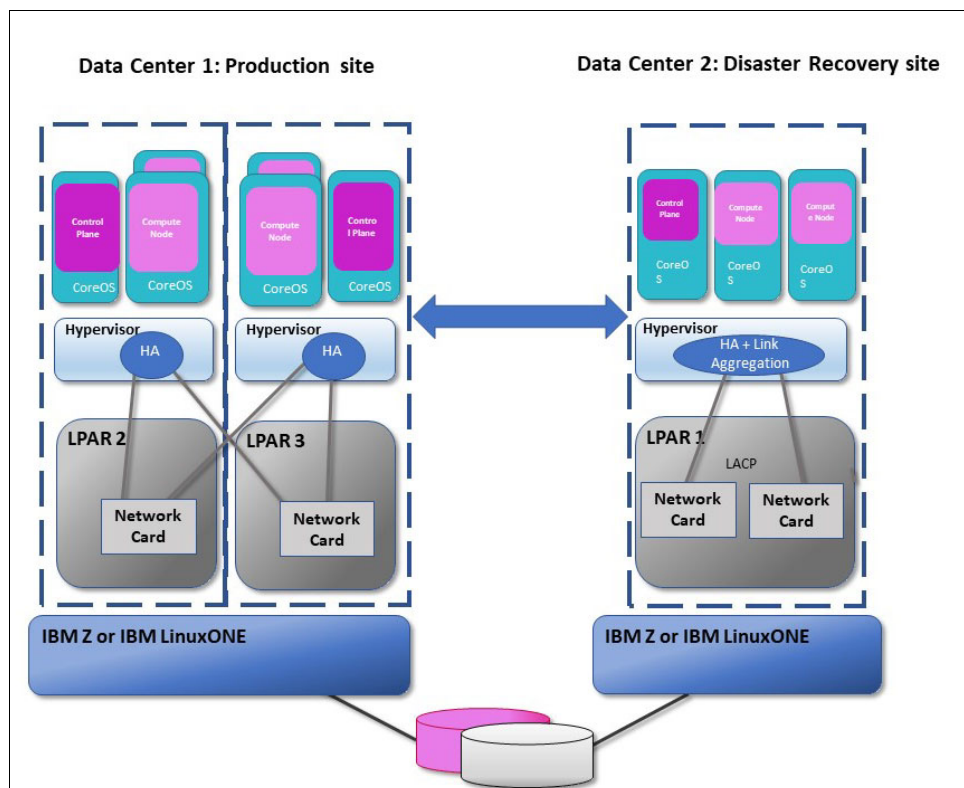 Data Center 1: Production site
Data Center 2: Disaster Recovery site
Control
Plane
CoreOS
Compute
Node
CoreOS
Compute
Node
CoreOS
Contro
l Plane
CoreOS
Control
Plane
CoreO
S
Compute
Node
CoreO
S
Comput
e Node
CoreO
S
Hypervisor
HA
Hypervisor
HA
Hypervisor
HA + Link
Aggregation
LPAR 2
Network
Card
LPAR 3
Network
Card
LPAR 1
LACP
Network
Card
Network
Card
IBM Z or IBM LinuxONE
IBM Z or IBM LinuxONE